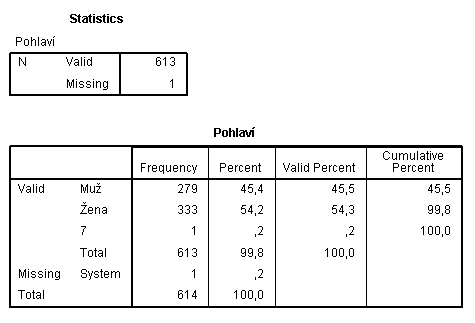 Statistics
Pohlaví
N Valid 613
Missing 1
Pohlaví
Frequency Percent Valid Percent Cumulative Percent
Valid Muž 279 45,4 45,5 45,5
Žena 333 54,2 54,3 99,8
7 1 ,2 ,2 100,0
Total 613 99,8 100,0
Missing System 1 ,2
Total 614 100,0